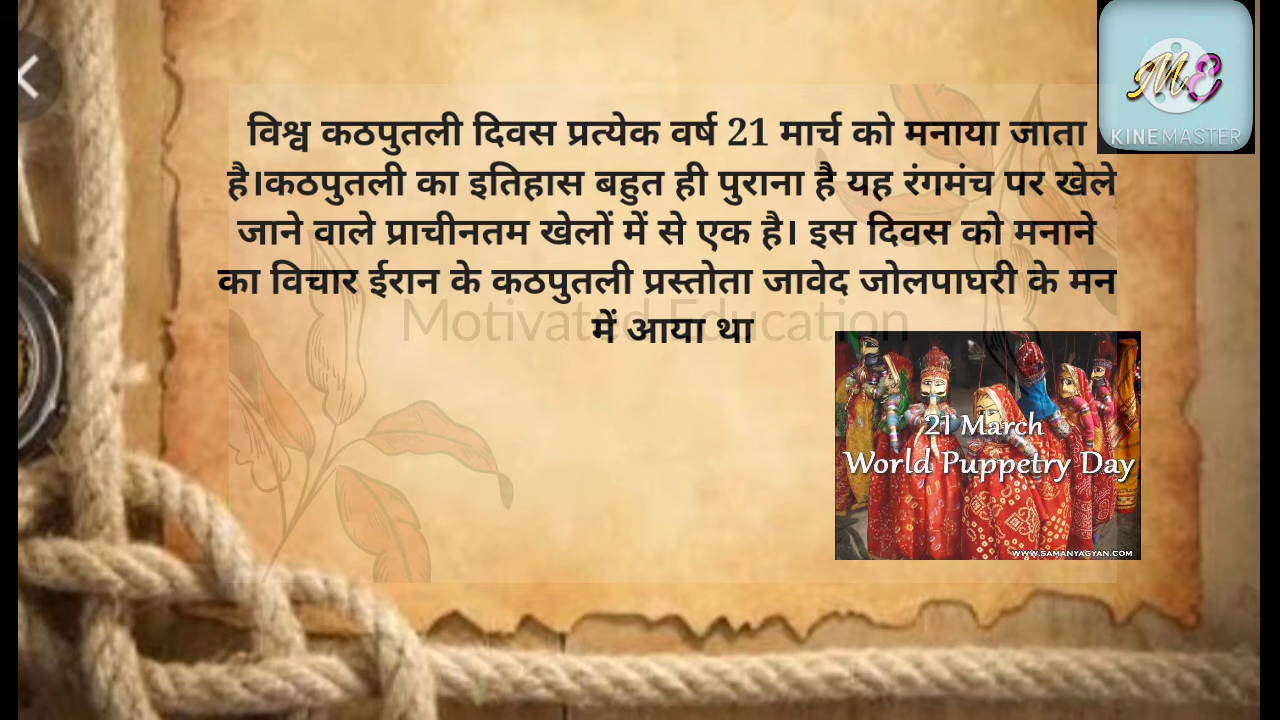 विश्व कठपुतली दिवस प्रत्येक वर्ष 21 मार्च को मनाया जाता
है।कठपुतली का इतिहास बहुत ही पुराना है यह रंगमंच पर खेले
जाने वाले प्राचीनतम खेलों में से एक है। इस दिवस को मनाने
का विचार ईरान के कठपुतली प्रस्तोता जावेद जोलपाघरी के मन
में आया था
Motivated Education
21 March
World Puppetry Day
WWW.SAMANYAGYAN.COM
ME
KINEMASTER